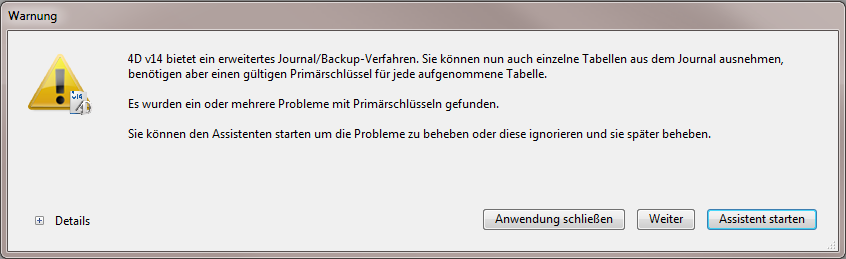 Warnung
4D v14 bietet ein erweitertes Journal/Backup-Verfahren. Sie können nun auch einzelne Tabellen aus dem Journal ausnehmen,
benötigen aber einen gültigen Primärschlüssel für jede aufgenommene Tabelle.
Es wurden ein oder mehrere Probleme mit Primärschlüsseln gefunden.
Sie können den Assistenten starten um die Probleme zu beheben oder diese ignorieren und sie später beheben.
v14
Details
Anwendung schließen
Weiter
Assistent starten